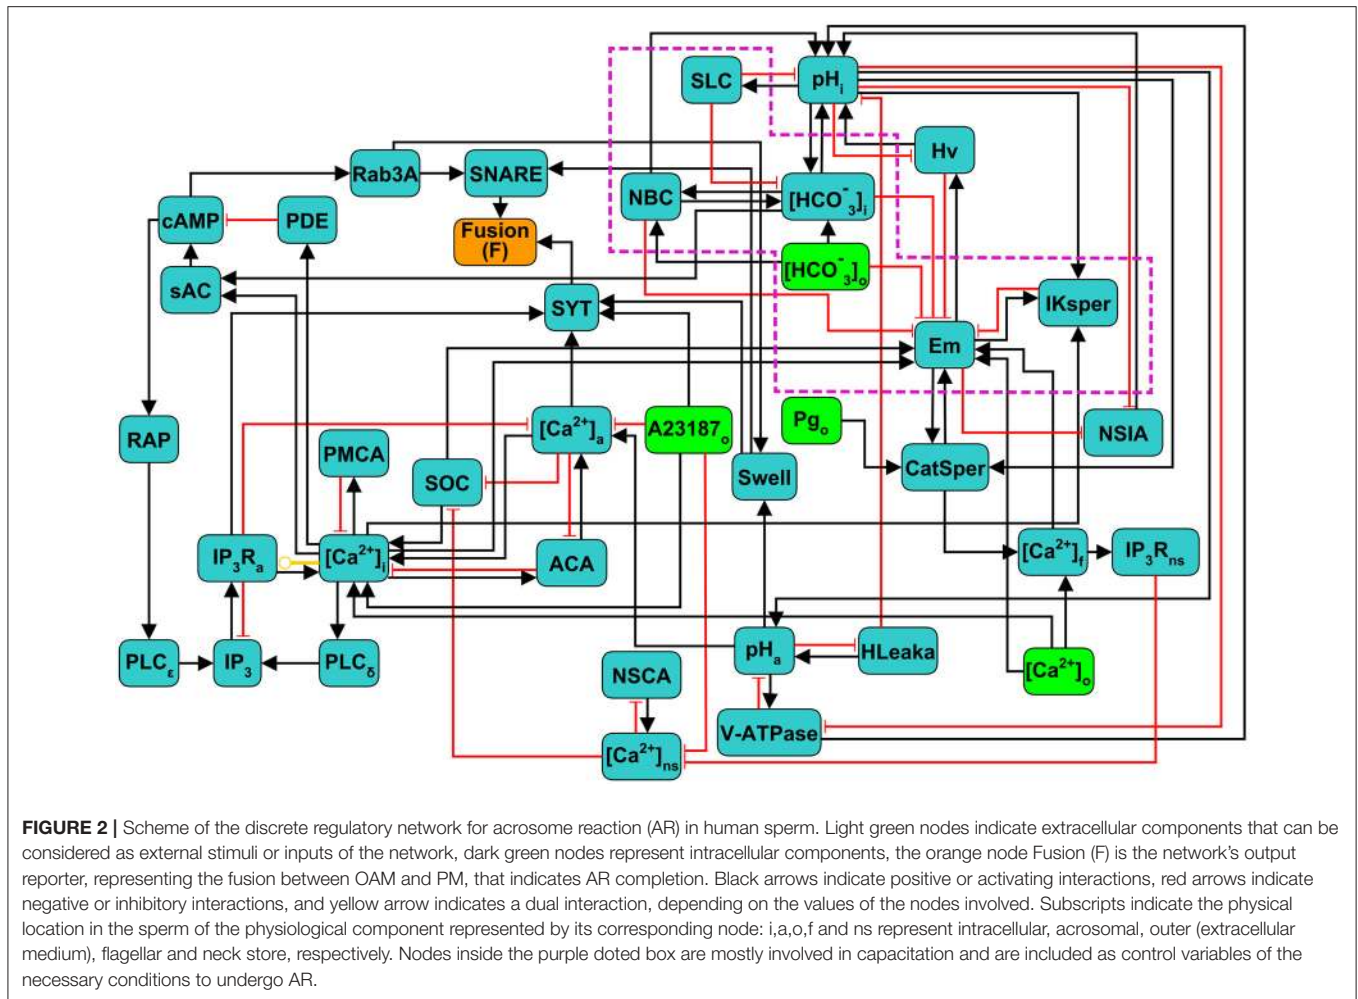 SLC
pHᵢ
Hv
Rab3A
SNARE
NBC
[HCO⁻₃]ᵢ
cAMP
PDE
Fusion
(F)
[HCO⁻₃]ₒ
sAC
SYT
IKsper
Em
RAP
PMCA
[Ca²⁺]ₐ
A23187ₒ
Pgₒ
NSIA
SOC
Swell
CatSper
IP₃Rₐ
[Ca²⁺]ᵢ
ACA
[Ca²⁺]f
IP₃Rns
PLCε
IP₃
PLCδ
pHₐ
HLeaka
[Ca²⁺]ₒ
NSCA
V-ATPase
[Ca²⁺]ns
FIGURE 2 | Scheme of the discrete regulatory network for acrosome reaction (AR) in human sperm. Light green nodes indicate extracellular components that can be
considered as external stimuli or inputs of the network, dark green nodes represent intracellular components, the orange node Fusion (F) is the network's output
reporter, representing the fusion between OAM and PM, that indicates AR completion. Black arrows indicate positive or activating interactions, red arrows indicate
negative or inhibitory interactions, and yellow arrow indicates a dual interaction, depending on the values of the nodes involved. Subscripts indicate the physical
location in the sperm of the physiological component represented by its corresponding node: i,a,o,f and ns represent intracellular, acrosomal, outer (extracellular
medium), flagellar and neck store, respectively. Nodes inside the purple doted box are mostly involved in capacitation and are included as control variables of the
necessary conditions to undergo AR.